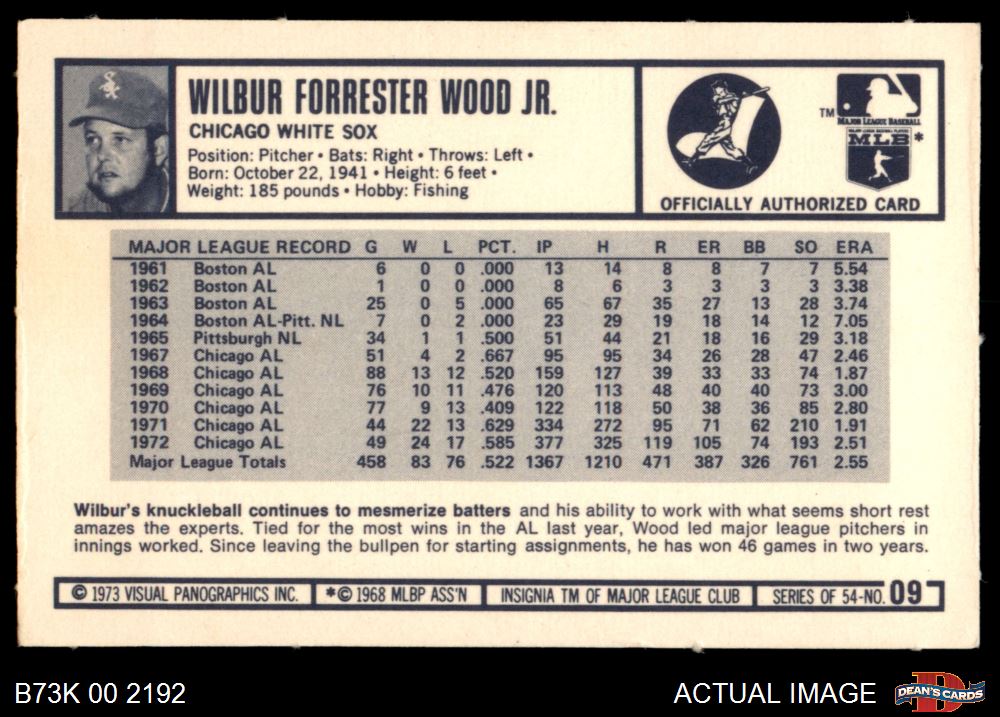 WILBUR FORRESTER WOOD JR.
CHICAGO WHITE SOX
Position: Pitcher • Bats: Right • Throws: Left •
Born: October 22, 1941 • Height: 6 feet •
Weight: 185 pounds • Hobby: Fishing
TM
MAJOR LEAGUE BASEBALL
MAJOR LEAGUE BASEBALL PLAYERS
MLB *
OFFICIALLY AUTHORIZED CARD
MAJOR LEAGUE RECORD G W L PCT. IP H R ER BB SO ERA
1961 Boston AL 6 0 0 .000 13 14 8 8 7 7 5.54
1962 Boston AL 1 0 0 .000 8 6 3 3 3 3 3.38
1963 Boston AL 25 0 5 .000 65 67 35 27 13 28 3.74
1964 Boston AL-Pitt. NL 7 0 2 .000 23 29 19 18 14 12 7.05
1965 Pittsburgh NL 34 1 1 .500 51 44 21 18 16 29 3.18
1967 Chicago AL 51 4 2 .667 95 95 34 26 28 47 2.46
1968 Chicago AL 88 13 12 .520 159 127 39 33 33 74 1.87
1969 Chicago AL 76 10 11 .476 120 113 48 40 40 73 3.00
1970 Chicago AL 77 9 13 .409 122 118 50 38 36 85 2.80
1971 Chicago AL 44 22 13 .629 334 272 95 71 62 210 1.91
1972 Chicago AL 49 24 17 .585 377 325 119 105 74 193 2.51
Major League Totals 458 83 76 .522 1367 1210 471 387 326 761 2.55
Wilbur's knuckleball continues to mesmerize batters and his ability to work with what seems short rest
amazes the experts. Tied for the most wins in the AL last year, Wood led major league pitchers in
innings worked. Since leaving the bullpen for starting assignments, he has won 46 games in two years.
© 1973 VISUAL PANOGRAPHICS INC. *© 1968 MLBP ASS'N INSIGNIA TM OF MAJOR LEAGUE CLUB SERIES OF 54-NO. 09
B73K 00 2192
ACTUAL IMAGE
D
DEAN'S CARDS